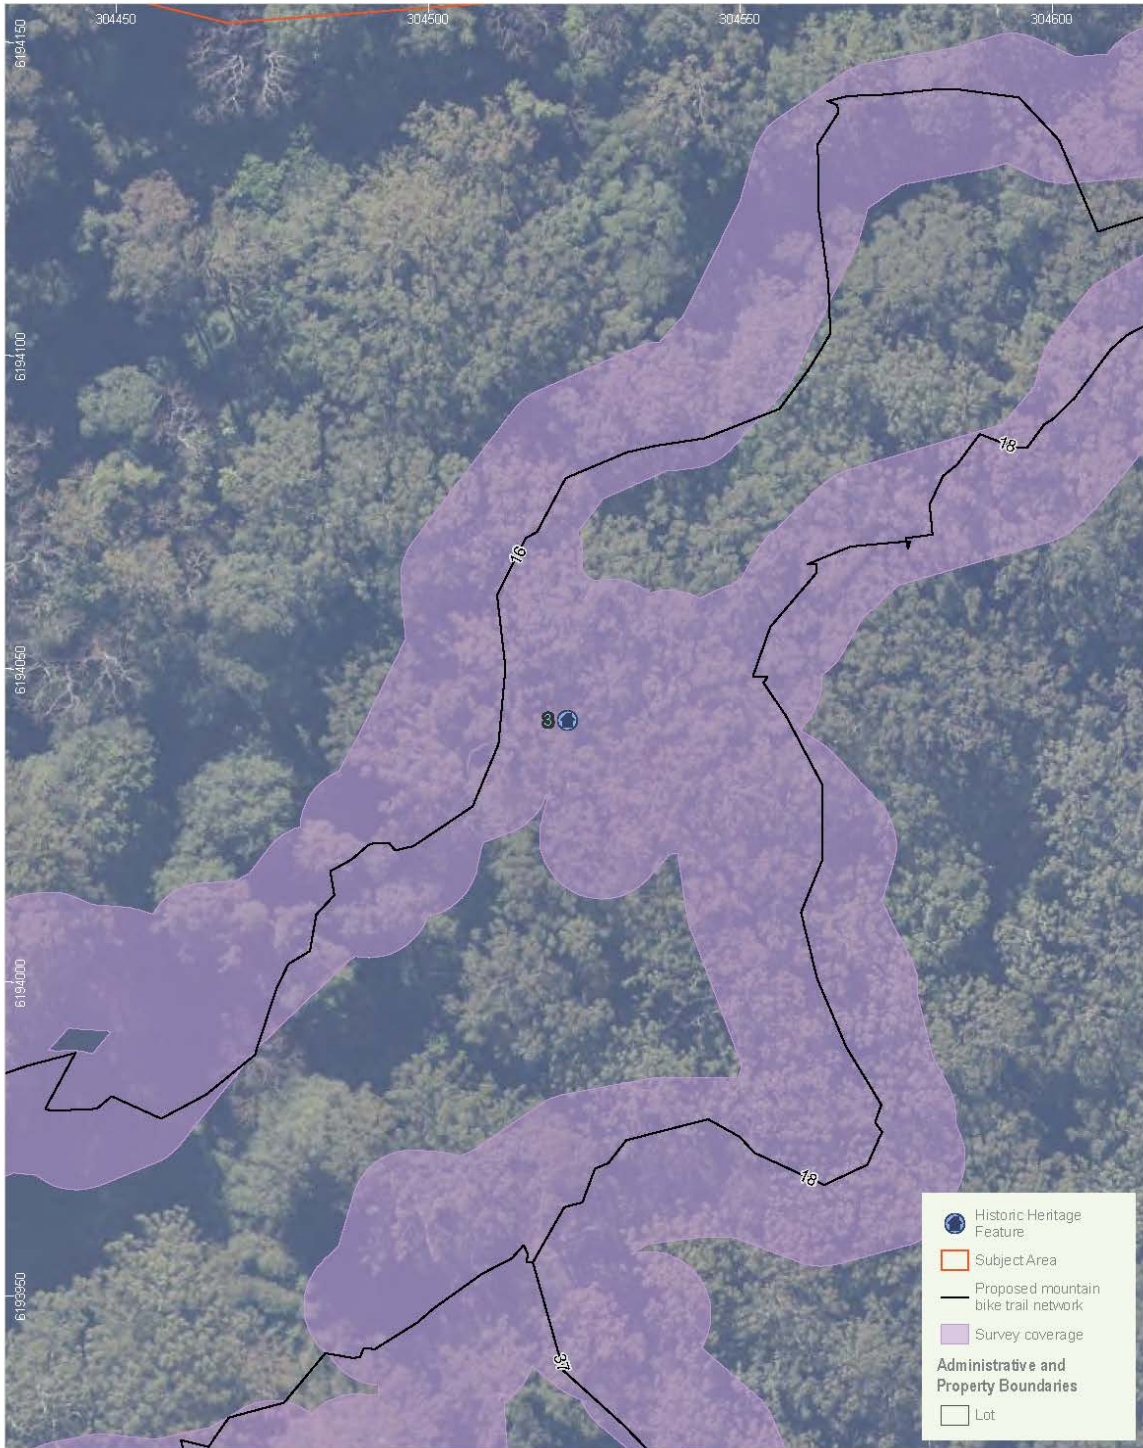 304450
304500
304550
304600
6194150
6194100
18
16
6194050
3
6194000
18
6193950
37
Historic Heritage
Feature
Subject Area
Proposed mountain
bike trail network
Survey coverage
Administrative and
Property Boundaries
Lot